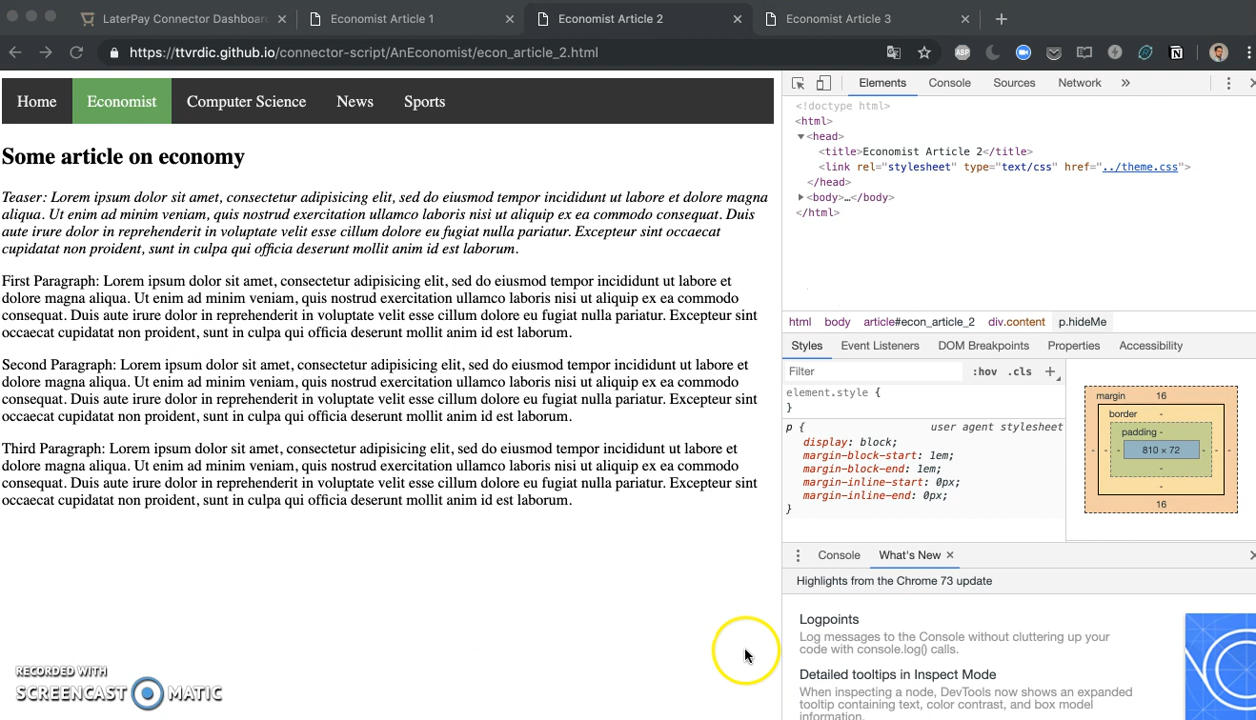 LaterPay Connector Dashboard
Economist Article 1
Economist Article 2
Economist Article 3
https://ttvrdic.github.io/connector-script/AnEconomist/econ_article_2.html
ASP
Home
Economist
Computer Science
News
Sports
Some article on economy
Teaser: Lorem ipsum dolor sit amet, consectetur adipisicing elit, sed do eiusmod tempor incididunt ut labore et dolore magna
aliqua. Ut enim ad minim veniam, quis nostrud exercitation ullamco laboris nisi ut aliquip ex ea commodo consequat. Duis
aute irure dolor in reprehenderit in voluptate velit esse cillum dolore eu fugiat nulla pariatur. Excepteur sint occaecat
cupidatat non proident, sunt in culpa qui officia deserunt mollit anim id est laborum.
First Paragraph: Lorem ipsum dolor sit amet, consectetur adipisicing elit, sed do eiusmod tempor incididunt ut labore et
dolore magna aliqua. Ut enim ad minim veniam, quis nostrud exercitation ullamco laboris nisi ut aliquip ex ea commodo
consequat. Duis aute irure dolor in reprehenderit in voluptate velit esse cillum dolore eu fugiat nulla pariatur. Excepteur sint
occaecat cupidatat non proident, sunt in culpa qui officia deserunt mollit anim id est laborum.
Second Paragraph: Lorem ipsum dolor sit amet, consectetur adipisicing elit, sed do eiusmod tempor incididunt ut labore et
dolore magna aliqua. Ut enim ad minim veniam, quis nostrud exercitation ullamco laboris nisi ut aliquip ex ea commodo
consequat. Duis aute irure dolor in reprehenderit in voluptate velit esse cillum dolore eu fugiat nulla pariatur. Excepteur sint
occaecat cupidatat non proident, sunt in culpa qui officia deserunt mollit anim id est laborum.
Third Paragraph: Lorem ipsum dolor sit amet, consectetur adipisicing elit, sed do eiusmod tempor incididunt ut labore et
dolore magna aliqua. Ut enim ad minim veniam, quis nostrud exercitation ullamco laboris nisi ut aliquip ex ea commodo
consequat. Duis aute irure dolor in reprehenderit in voluptate velit esse cillum dolore eu fugiat nulla pariatur. Excepteur sint
occaecat cupidatat non proident, sunt in culpa qui officia deserunt mollit anim id est laborum.
RECORDED WITH
SCREENCAST MATIC
Elements
Console
Sources
Network
»
<!doctype html>
<html>
<head>
<title>Economist Article 2</title>
<link rel="stylesheet" type="text/css" href="../theme.css">
</head>
<body>…</body>
</html>
html body article#econ_article_2 div.content p.hideMe
Styles
Event Listeners
DOM Breakpoints
Properties
Accessibility
Filter
:hov .cls +
element.style {
}
p { user agent stylesheet
display: block;
margin-block-start: 1em;
margin-block-end: 1em;
margin-inline-start: 0px;
margin-inline-end: 0px;
}
margin 16
border -
padding -
- - - 810 × 72 - - -
-
-
16
Console
What's New
Highlights from the Chrome 73 update
Logpoints
Log messages to the Console without cluttering up your
code with console.log() calls.
Detailed tooltips in Inspect Mode
When inspecting a node, DevTools now shows an expanded
tooltip containing text, color contrast, and box model
information.